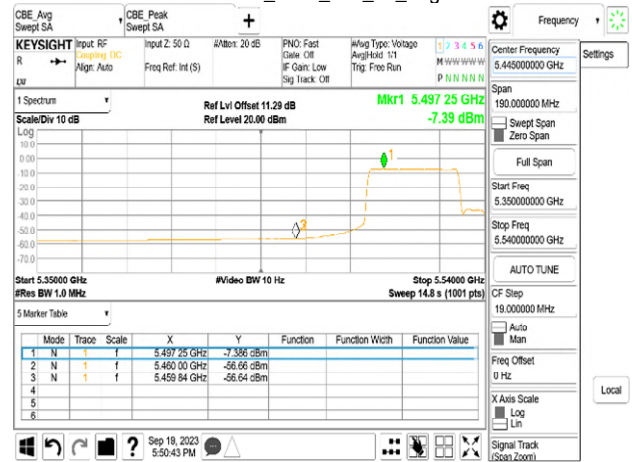 CBE_Avg
Swept SA
CBE_Peak
Swept SA
+
Frequency
KEYSIGHT
R
Input: RF
Coupling: DC
Align: Auto
Input Z: 50 Ω
Freq Ref: Int (S)
#Atten: 20 dB
PNO: Fast
Gate: Off
IF Gain: Low
Sig Track: Off
#Avg Type: Voltage
Avg|Hold: 1/1
Trig: Free Run
1 2 3 4 5 6
M W W W W W
P N N N N N
1 Spectrum
Scale/Div 10 dB
Ref Lvl Offset 11.29 dB
Ref Level 20.00 dBm
Mkr1 5.497 25 GHz
-7.39 dBm
Log
10.0
0.00
-10.0
-20.0
-30.0
-40.0
-50.0
-60.0
-70.0
1
Start 5.35000 GHz
#Res BW 1.0 MHz
#Video BW 10 Hz
Stop 5.54000 GHz
Sweep 14.8 s (1001 pts)
5 Marker Table
Mode Trace Scale X Y Function Function Width Function Value
1 N 1 f 5.497 25 GHz -7.386 dBm
2 N 1 f 5.460 00 GHz -56.66 dBm
3 N 1 f 5.459 84 GHz -56.64 dBm
4
5
6
?
Sep 19, 2023
5:50:43 PM
Center Frequency
5.445000000 GHz
Settings
Span
190.000000 MHz
Swept Span
Zero Span
Full Span
Start Freq
5.350000000 GHz
Stop Freq
5.540000000 GHz
AUTO TUNE
CF Step
19.000000 MHz
Auto
Man
Freq Offset
0 Hz
X Axis Scale
Log
Lin
Local
Signal Track
(Span Zoom)